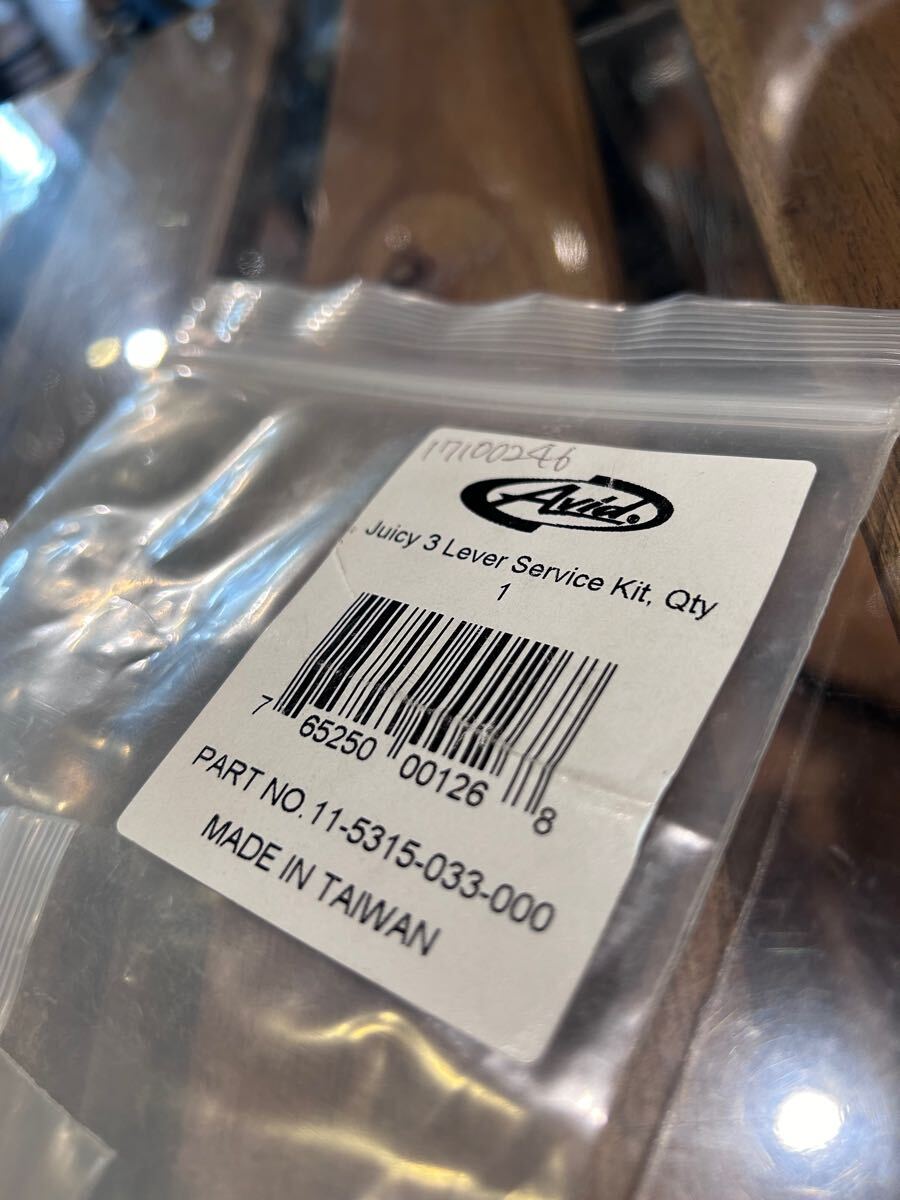 17100246
Avid®
Juicy 3 Lever Service Kit, Qty
1
7 65250 00126 8
PART NO.11-5315-033-000
MADE IN TAIWAN